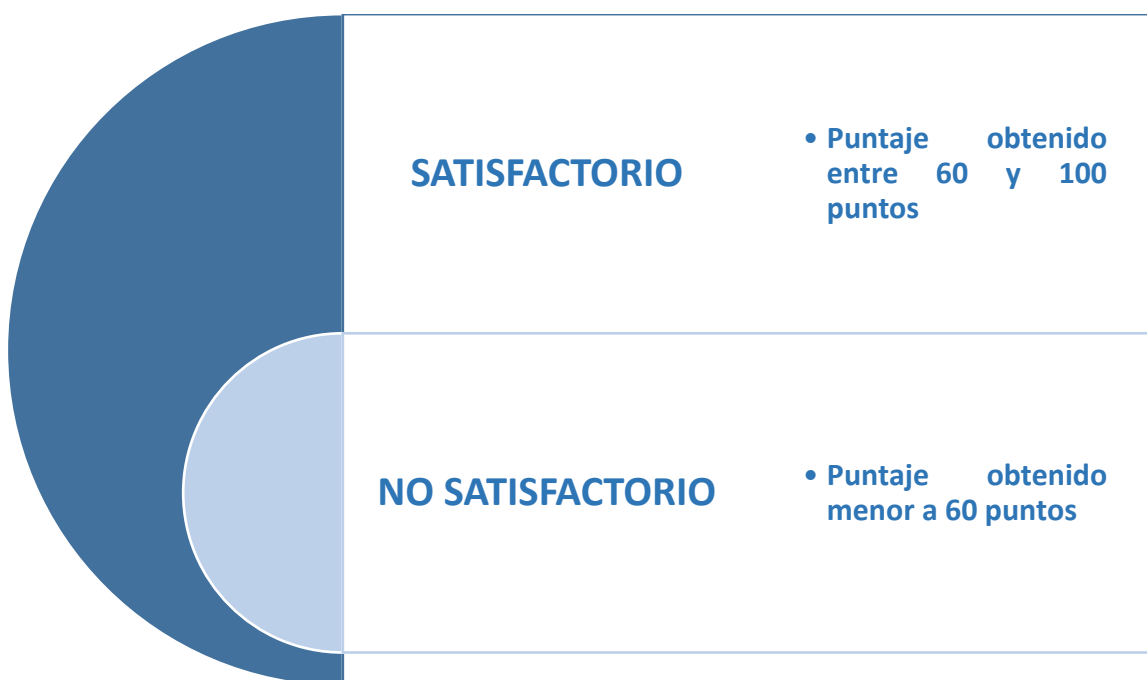 SATISFACTORIO
• Puntaje obtenido
entre 60 y 100
puntos
NO SATISFACTORIO
• Puntaje obtenido
menor a 60 puntos